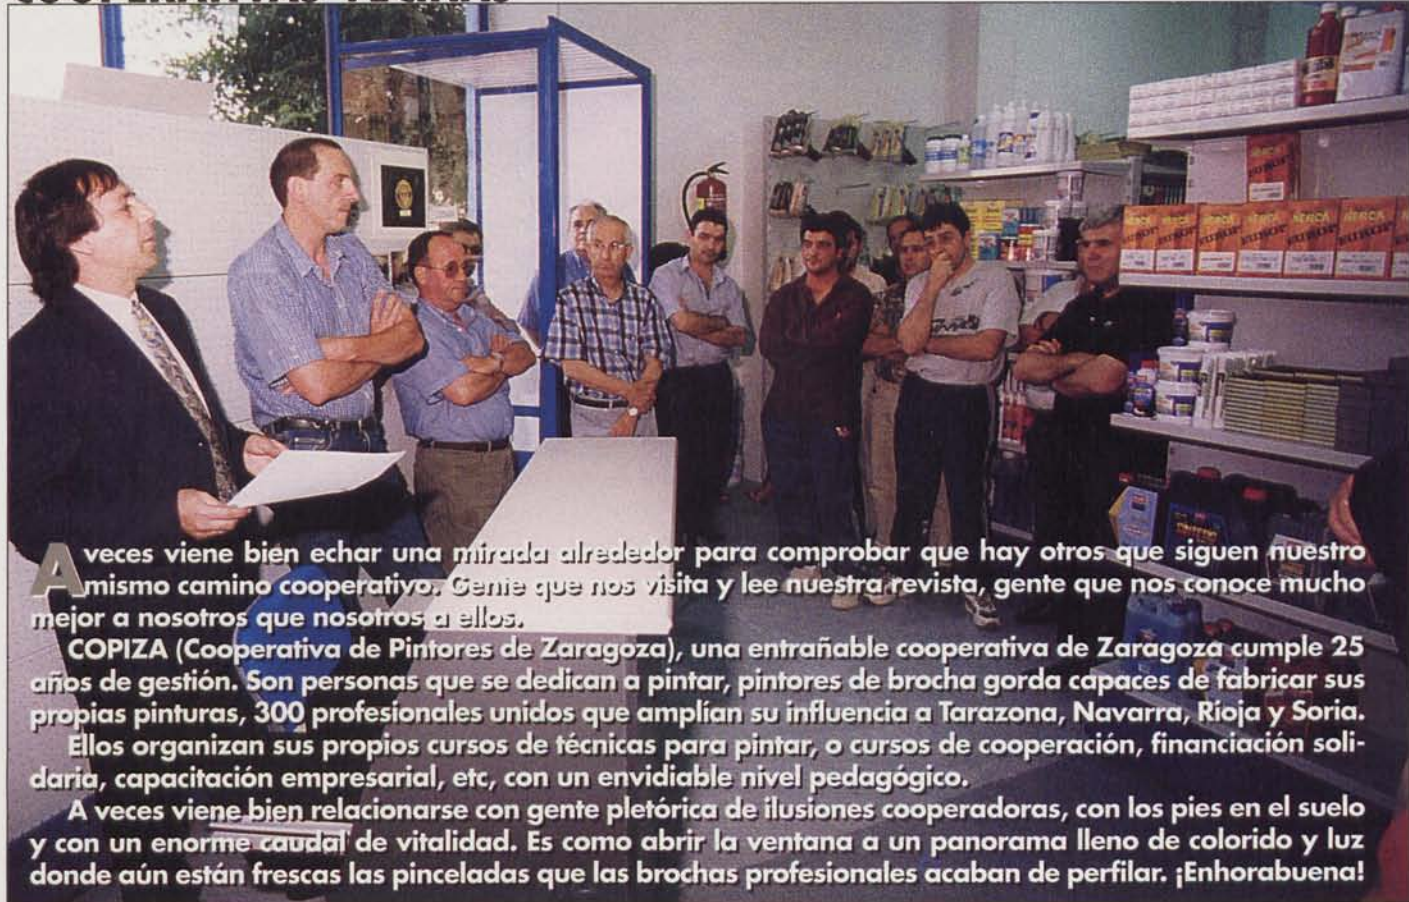 A veces viene bien echar una mirada alrededor para comprobar que hay otros que siguen nuestro
mismo camino cooperativo. Gente que nos visita y lee nuestra revista, gente que nos conoce mucho
mejor a nosotros que nosotros a ellos.
COPIZA (Cooperativa de Pintores de Zaragoza), una entrañable cooperativa de Zaragoza cumple 25
años de gestión. Son personas que se dedican a pintar, pintores de brocha gorda capaces de fabricar sus
propias pinturas, 300 profesionales unidos que amplían su influencia a Tarazona, Navarra, Rioja y Soria.
Ellos organizan sus propios cursos de técnicas para pintar, o cursos de cooperación, financiación soli-
daria, capacitación empresarial, etc, con un envidiable nivel pedagógico.
A veces viene bien relacionarse con gente pletórica de ilusiones cooperadoras, con los pies en el suelo
y con un enorme caudal de vitalidad. Es como abrir la ventana a un panorama lleno de colorido y luz
donde aún están frescas las pinceladas que las brochas profesionales acaban de perfilar. ¡Enhorabuena!